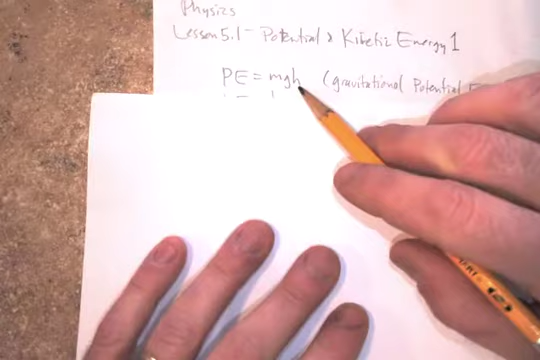 Physics
Lesson 5.1 - Potential & Kinetic Energy 1
PE = mgh (gravitational Potential E